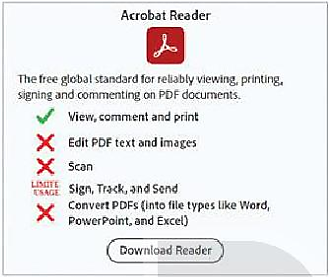 Acrobat Reader
The free global standard for reliably viewing, printing,
signing and commenting on PDF documents.
View, comment and print
Edit PDF text and images
Scan
LIMITE
USAGE
Sign, Track, and Send
Convert PDFs (into file types like Word,
PowerPoint, and Excel)
Download Reader